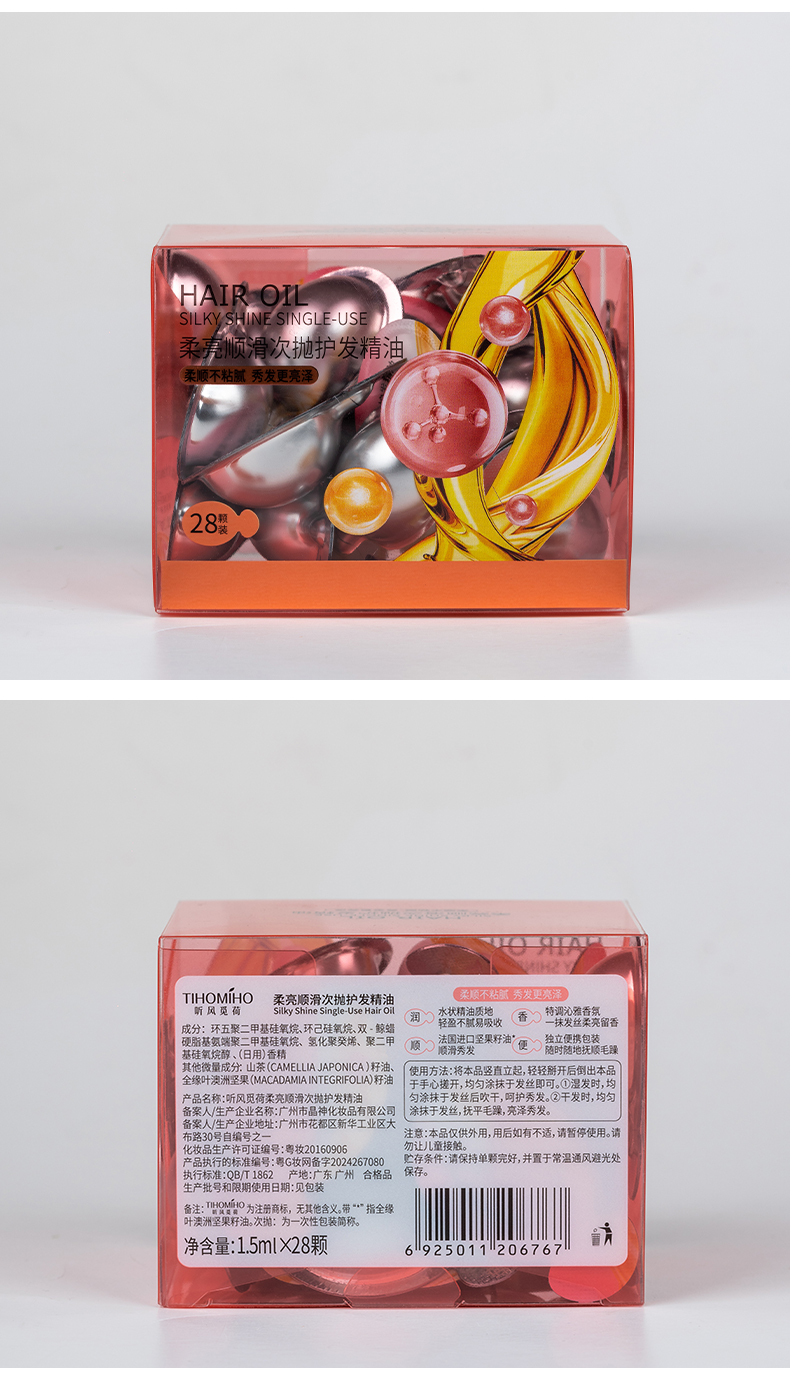 HAIR OIL
SILKY SHINE SINGLE-USE
柔亮顺滑次抛护发精油
柔顺不粘腻 秀发更亮泽
28颗装
HAIR OIL
TIHOMIHO
听风觅荷
柔亮顺滑次抛护发精油
Silky Shine Single-Use Hair Oil
成分：环五聚二甲基硅氧烷、环己硅氧烷、双-鲸蜡
硬脂基氨端聚二甲基硅氧烷、氢化聚癸烯、聚二甲
基硅氧烷醇、(日用)香精
其他微量成分：山茶(CAMELLIA JAPONICA)籽油、
全缘叶澳洲坚果(MACADAMIA INTEGRIFOLIA)籽油
产品名称：听风觅荷柔亮顺滑次抛护发精油
备案人/生产企业名称：广州市晶神化妆品有限公司
备案人/生产企业地址：广州市花都区新华工业区大
布路30号自编号之一
化妆品生产许可证编号：粤妆20160906
产品执行的标准编号：粤G妆网备字2024267080
执行标准：QB/T 1862 产地：广东 广州 合格品
生产批号和限期使用日期：见包装
备注：TIHOMIHO听风觅荷为注册商标，无其他含义。带“*”指全缘
叶澳洲坚果籽油。次抛：为一次性包装简称。
净含量：1.5ml×28颗
柔顺不粘腻 秀发更亮泽
润 水状精油质地
轻盈不腻易吸收
香 特调沁雅香氛
一抹发丝柔亮留香
顺 法国进口坚果籽油*
顺滑秀发
便 独立便携包装
随时随地抚顺毛躁
使用方法：将本品竖直立起，轻轻掰开后倒出本品
于手心搓开，均匀涂抹于发丝即可。①湿发时，均
匀涂抹于发丝后吹干，呵护秀发。②干发时，均匀
涂抹于发丝，抚平毛躁，亮泽秀发。
注意：本品仅供外用，用后如有不适，请暂停使用。请
勿让儿童接触。
贮存条件：请保持单颗完好，并置于常温通风避光处
保存。
6 925011 206767